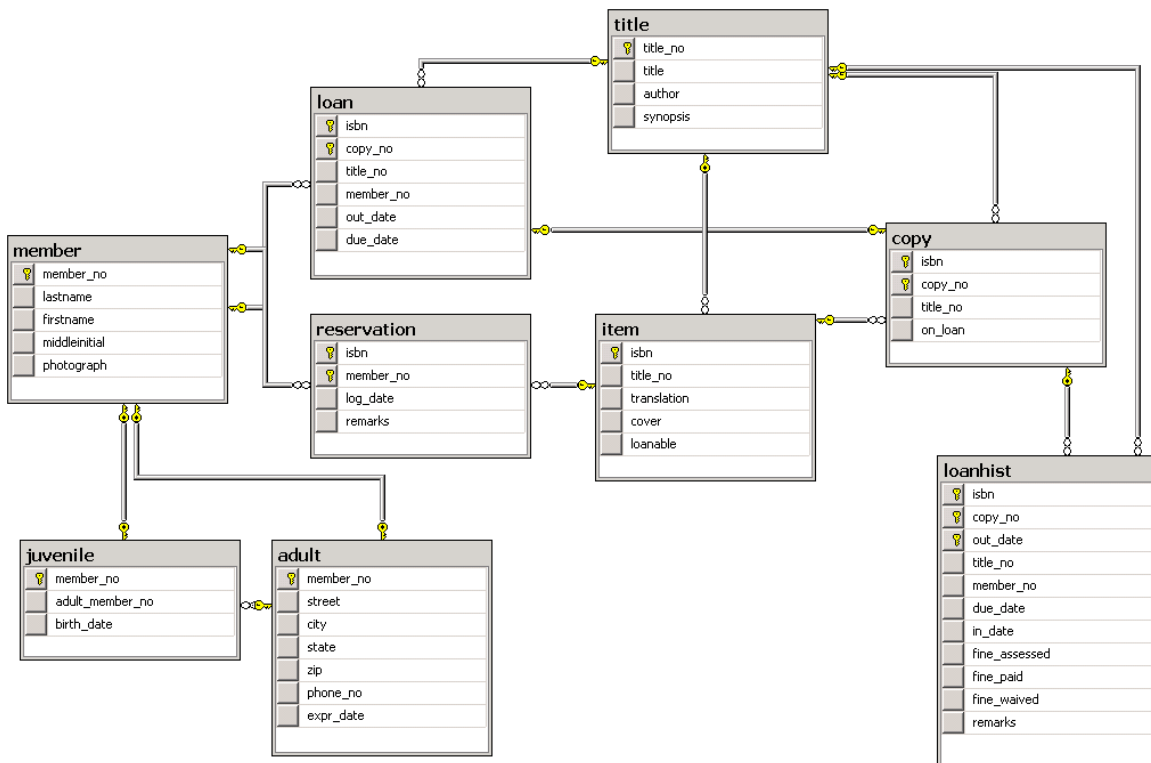 title
title_no
title
author
synopsis
loan
isbn
copy_no
title_no
member_no
out_date
due_date
member
member_no
lastname
firstname
middleinitial
photograph
reservation
isbn
member_no
log_date
remarks
item
isbn
title_no
translation
cover
loanable
copy
isbn
copy_no
title_no
on_loan
juvenile
member_no
adult_member_no
birth_date
adult
member_no
street
city
state
zip
phone_no
expr_date
loanhist
isbn
copy_no
out_date
title_no
member_no
due_date
in_date
fine_assessed
fine_paid
fine_waived
remarks